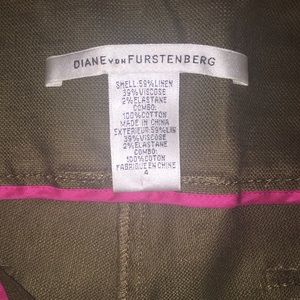 DIANE VON FURSTENBERG
SHELL:59%LINEN
39%VISCOSE
2%ELASTANE
COMBO:
100%COTTON
MADE IN CHINA
EXTERIEUR:59%LIN
39%VISCOSE
2%ELASTANE
COMBO:
100%COTTON
FABRIQUE EN CHINE
4